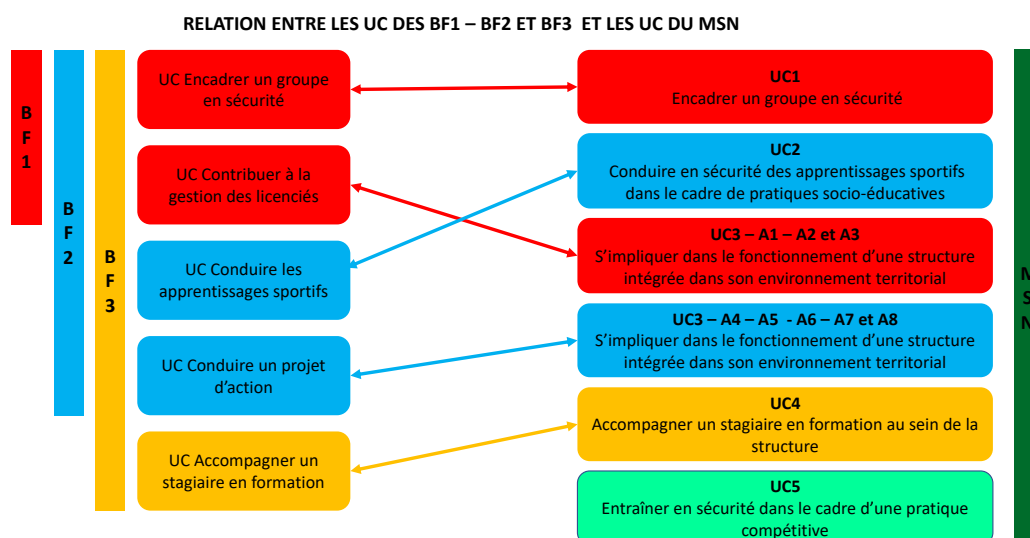 RELATION ENTRE LES UC DES BF1 – BF2 ET BF3 ET LES UC DU MSN
B
F
1
B
F
2
B
F
3
UC Encadrer un groupe
en sécurité
UC Contribuer à la
gestion des licenciés
UC Conduire les
apprentissages sportifs
UC Conduire un projet
d’action
UC Accompagner un
stagiaire en formation
UC1
Encadrer un groupe en sécurité
UC2
Conduire en sécurité des apprentissages sportifs
dans le cadre de pratiques socio-éducatives
UC3 – A1 – A2 et A3
S’impliquer dans le fonctionnement d’une structure
intégrée dans son environnement territorial
UC3 – A4 – A5 - A6 – A7 et A8
S’impliquer dans le fonctionnement d’une structure
intégrée dans son environnement territorial
UC4
Accompagner un stagiaire en formation au sein de la
structure
UC5
Entraîner en sécurité dans le cadre d’une pratique
compétitive
M
S
N